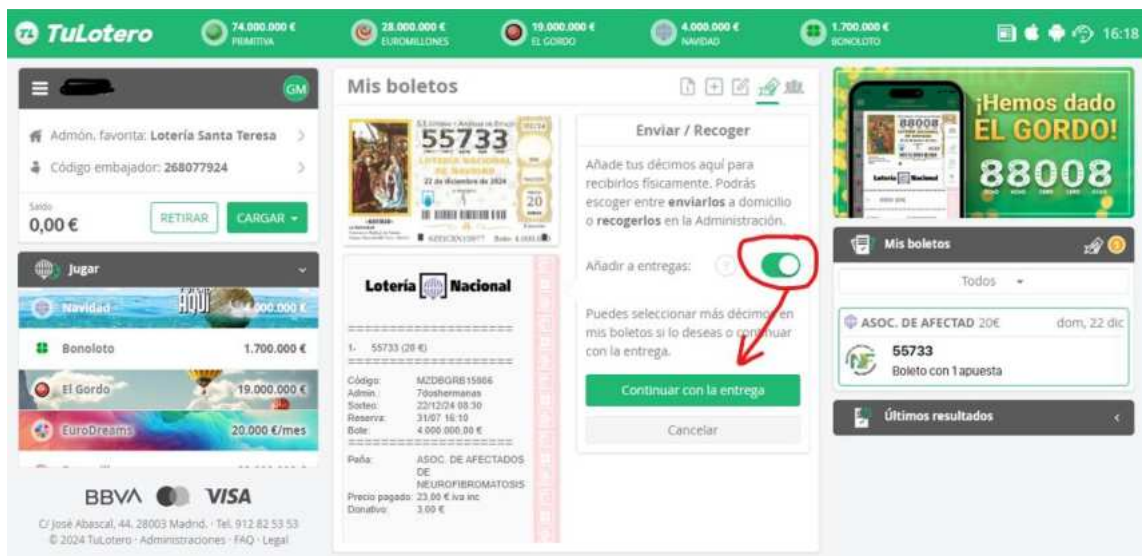 TuLotero
74.000.000 €
PRIMITIVA
28.000.000 €
EUROMILLONES
19.000.000 €
EL GORDO
4.000.000 €
NAVIDAD
1.700.000 €
BONOLOTO
16:18
GM
Admón. favorita: Lotería Santa Teresa
Código embajador: 268077924
Saldo
0,00 €
RETIRAR
CARGAR
Jugar
Navidad
AQUÍ
4.000.000 €
Bonoloto 1.700.000 €
El Gordo 19.000.000 €
EuroDreams 20.000 €/mes
BBVA VISA
C/ José Abascal, 44. 28003 Madrid. · Tel. 912 82 53 53
© 2024 TuLotero · Administraciones · FAQ · Legal
Mis boletos
55733
LOTERÍA NACIONAL
DE NAVIDAD
22 de diciembre de 2024
20
Lotería Nacional
1- 55733 (20 €)
Código: MZDBGRB15986
Admin.: 7doshermanas
Sorteo: 22/12/24 08:30
Reserva: 31/07 16:10
Bote: 4.000.000,00 €
Peña: ASOC. DE AFECTADOS
DE
NEUROFIBROMATOSIS
Precio pagado: 23,00 € iva inc
Donativo: 3,00 €
Enviar / Recoger
Añade tus décimos aquí para
recibirlos físicamente. Podrás
escoger entre enviarlos a domicilio
o recogerlos en la Administración.
Añadir a entregas: ?
Puedes seleccionar más décimos en
mis boletos si lo deseas o continuar
con la entrega.
Continuar con la entrega
Cancelar
¡Hemos dado
EL GORDO!
88008
88008
Lotería Nacional
Mis boletos
Todos
ASOC. DE AFECTAD 20€ dom, 22 dic
NF
55733
Boleto con 1 apuesta
Últimos resultados